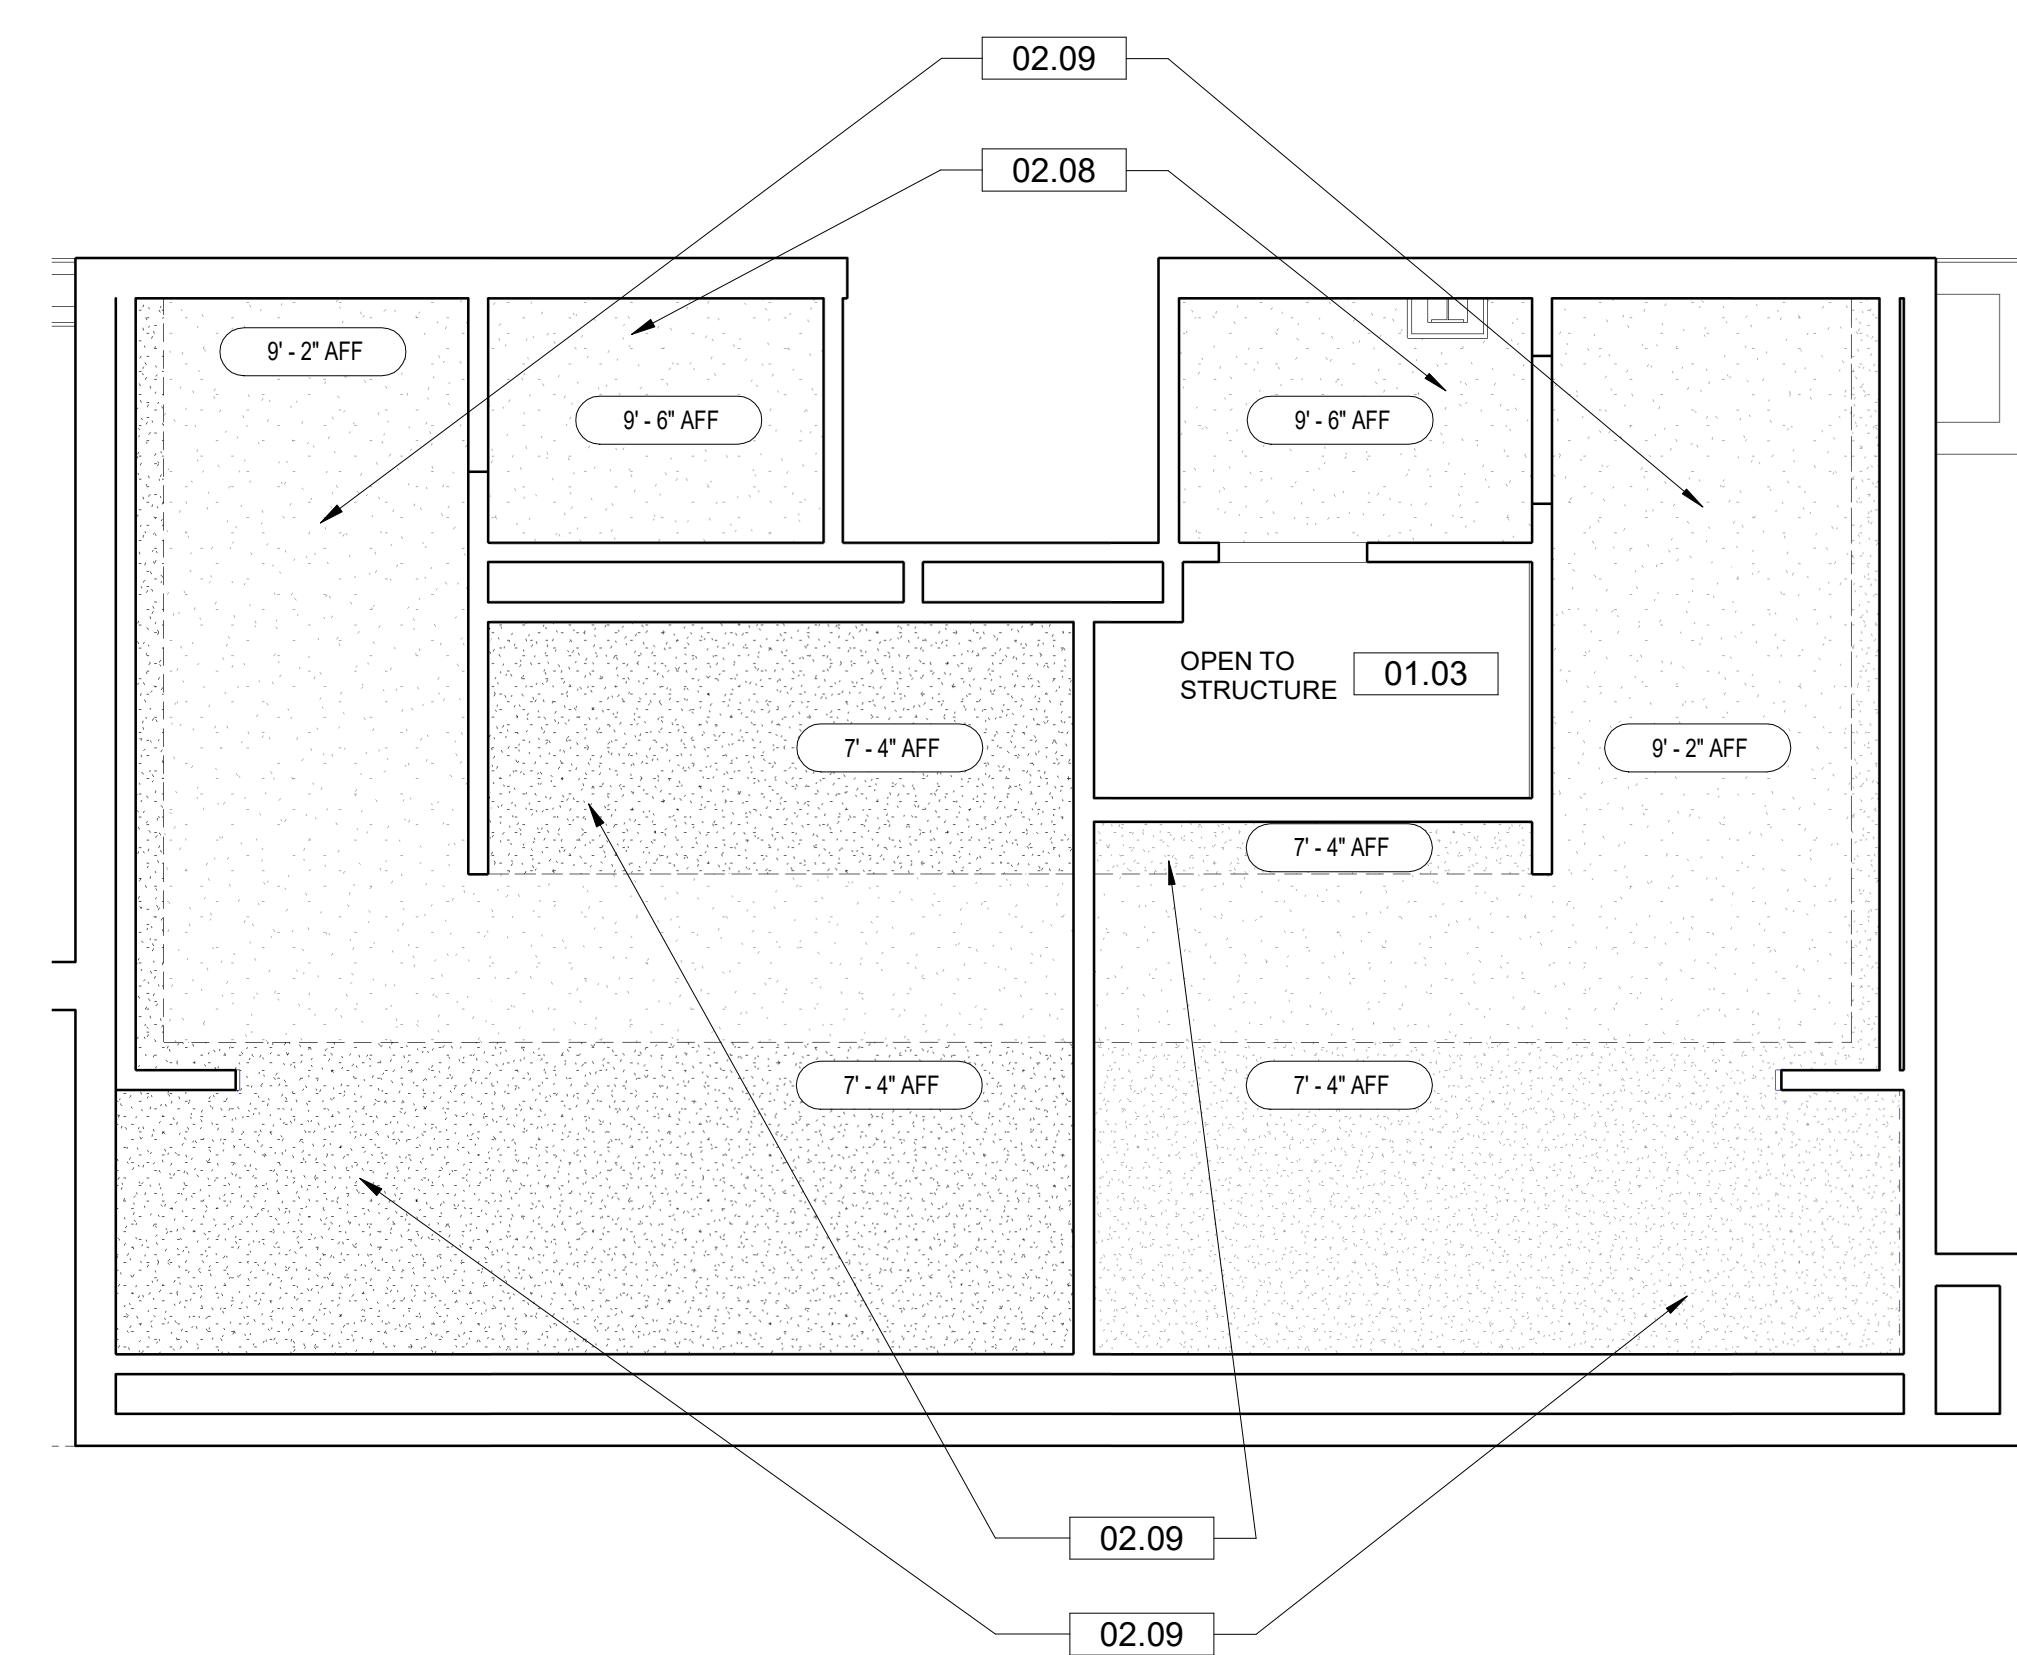 02.09
02.08
9' - 2" AFF
9' - 6" AFF
9' - 6" AFF
OPEN TO
STRUCTURE
01.03
7' - 4" AFF
9' - 2" AFF
7' - 4" AFF
7' - 4" AFF
7' - 4" AFF
02.09
02.09